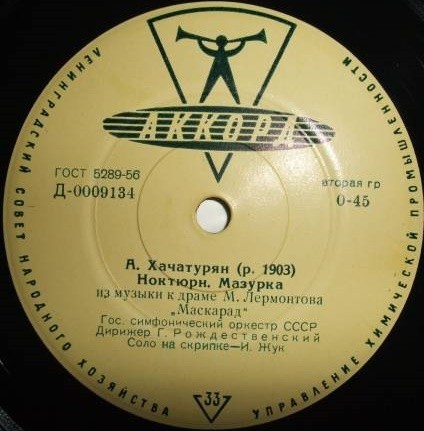 ЛЕНИНГРАДСКИЙ СОВЕТ НАРОДНОГО ХОЗЯЙСТВА
УПРАВЛЕНИЕ ХИМИЧЕСКОЙ ПРОМЫШЛЕННОСТИ
АККОРД
ГОСТ 5289-56
Д-0009134
вторая гр
0-45
А. Хачатурян (р. 1903)
Ноктюрн. Мазурка
из музыки к драме М. Лермонтова
„Маскарад"
Гос. симфонический оркестр СССР
Дирижер Г. Рождественский
Соло на скрипке—И. Жук
33